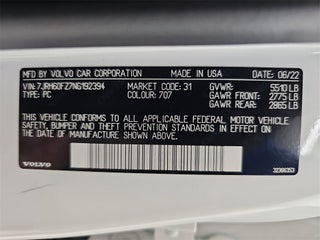 MFD. BY VOLVO CAR CORPORATION MADE IN USA DATE 06/22
VIN: 7JRH60FZ7NG192394 MARKET CODE: 31 GVWR: 5510 LB
TYPE: PC COLOUR: 707 GAWR FRONT: 2775 LB
GAWR REAR: 2865 LB
THIS VEHICLE CONFORMS TO ALL APPLICABLE FEDERAL MOTOR VEHICLE
SAFETY, BUMPER AND THEFT PREVENTION STANDARDS IN EFFECT ON THE DATE
OF MANUFACTURE SHOWN ABOVE.
VOLVO